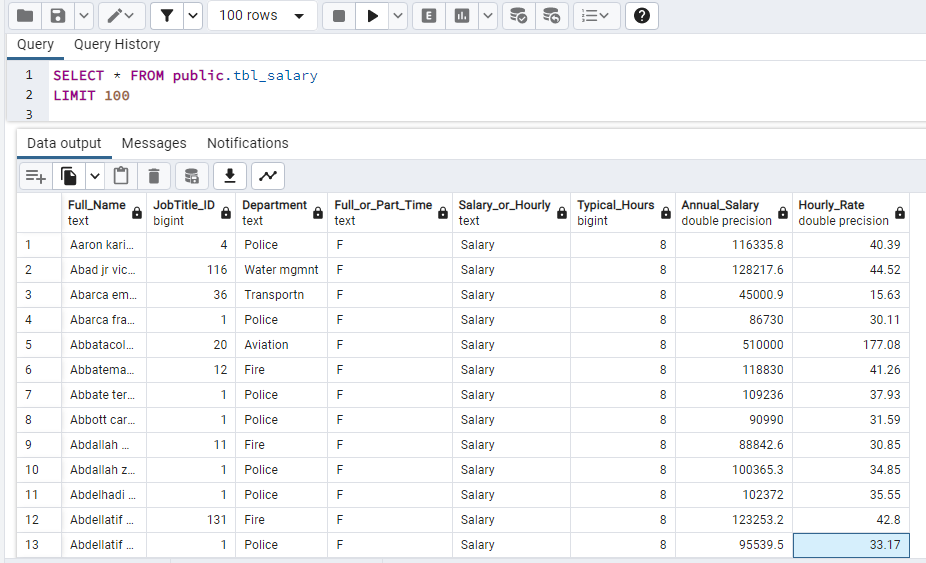 100 rows
E
?
Query Query History
1 SELECT * FROM public.tbl_salary
2 LIMIT 100
3
Data output Messages Notifications
Full_Name JobTitle_ID Department Full_or_Part_Time Salary_or_Hourly Typical_Hours Annual_Salary Hourly_Rate
text bigint text text text bigint double precision double precision
1 Aaron kari... 4 Police F Salary 8 116335.8 40.39
2 Abad jr vic... 116 Water mgmnt F Salary 8 128217.6 44.52
3 Abarca em... 36 Transportn F Salary 8 45000.9 15.63
4 Abarca fra... 1 Police F Salary 8 86730 30.11
5 Abbatacol... 20 Aviation F Salary 8 510000 177.08
6 Abbatema... 12 Fire F Salary 8 118830 41.26
7 Abbate ter... 1 Police F Salary 8 109236 37.93
8 Abbott car... 1 Police F Salary 8 90990 31.59
9 Abdallah ... 11 Fire F Salary 8 88842.6 30.85
10 Abdallah z... 1 Police F Salary 8 100365.3 34.85
11 Abdelhadi ... 1 Police F Salary 8 102372 35.55
12 Abdellatif ... 131 Fire F Salary 8 123253.2 42.8
13 Abdellatif ... 1 Police F Salary 8 95539.5 33.17